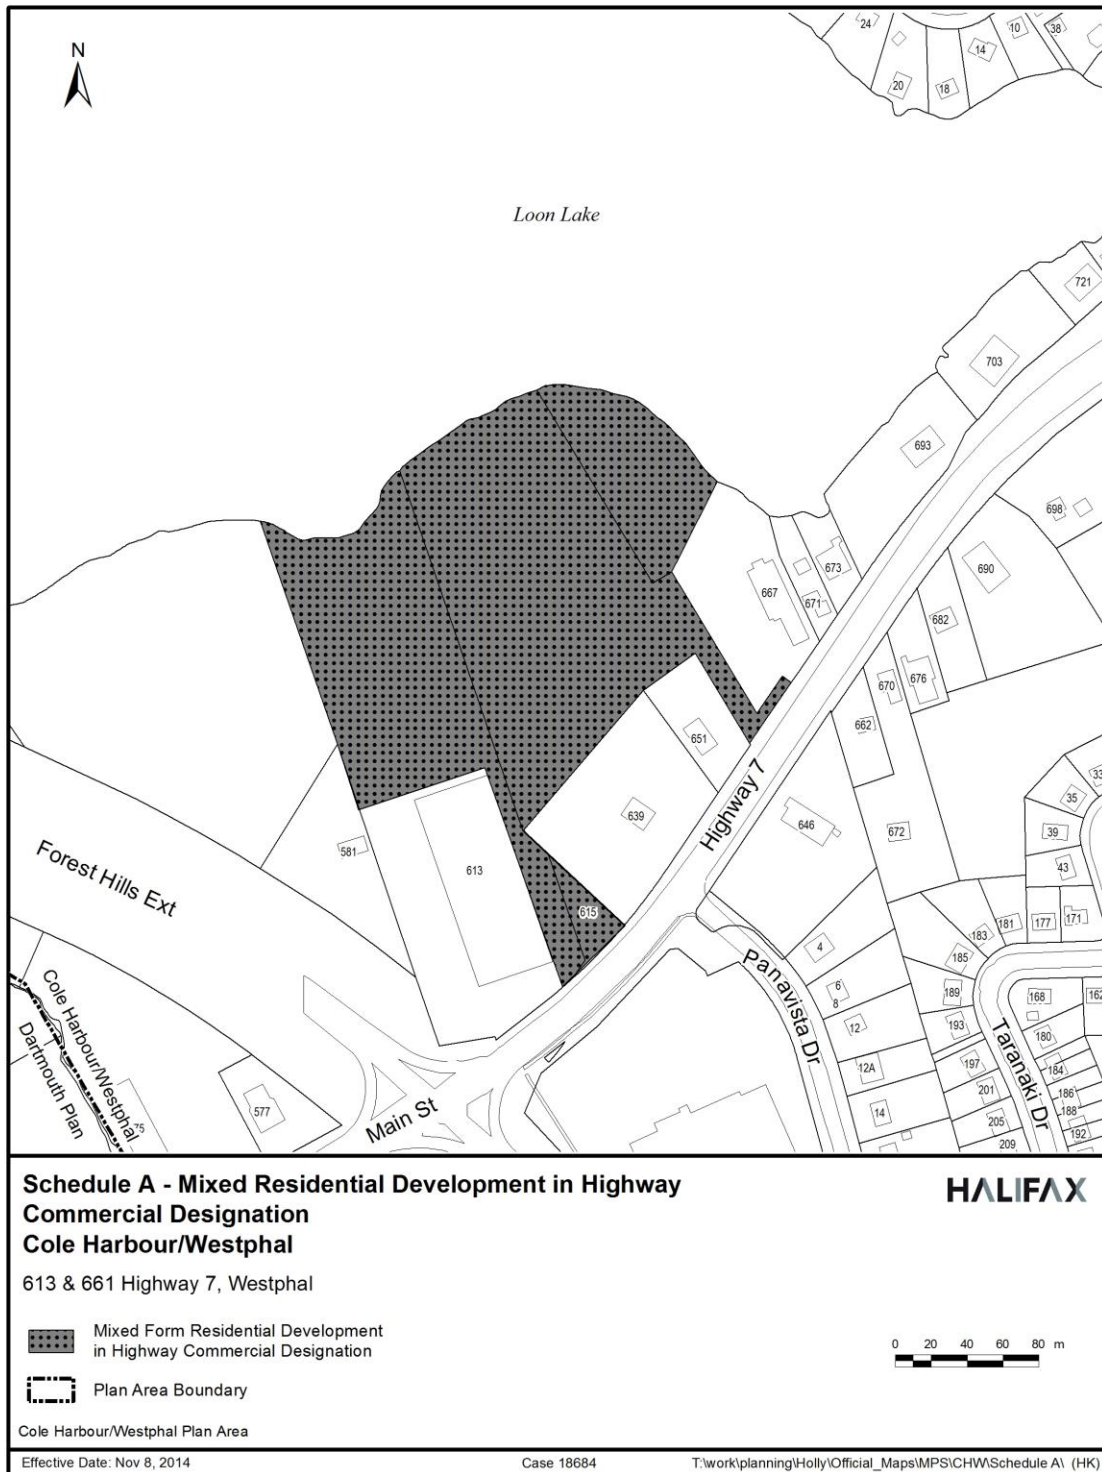 N
24
20
18
14
10
38
Loon Lake
721
703
693
698
690
673
667
671
682
676
670
662
651
639
646
672
Highway 7
33
35
39
43
581
613
615
Forest Hills Ext
4
6
8
12
12A
14
Panavista Dr
183
181
177
171
185
189
193
197
201
205
209
168
162
180
184
186
188
192
Taranaki Dr
Cole Harbour/Westphal
Dartmouth Plan
75
577
Main St
Schedule A - Mixed Residential Development in Highway
Commercial Designation
Cole Harbour/Westphal
HALIFAX
613 & 661 Highway 7, Westphal
Mixed Form Residential Development
in Highway Commercial Designation
0 20 40 60 80 m
Plan Area Boundary
Cole Harbour/Westphal Plan Area
Effective Date: Nov 8, 2014
Case 18684
T:\work\planning\Holly\Official_Maps\MPS\CHW\Schedule A\ (HK)